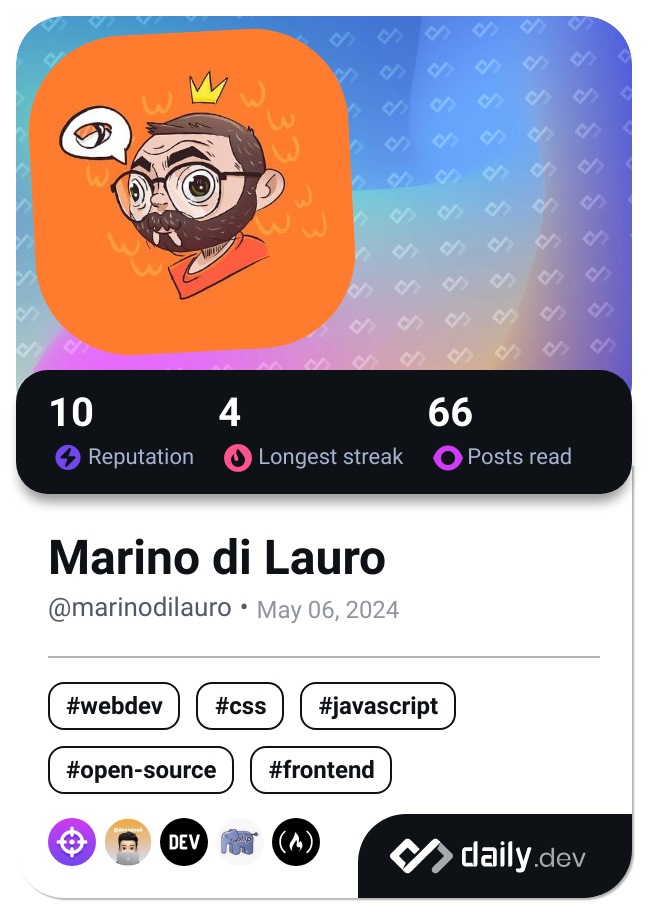 10
4
66
Reputation
Longest streak
Posts read
Marino di Lauro
@marinodilauro • May 06, 2024
#webdev
#css
#javascript
#open-source
#frontend
DEV
php
daily.dev